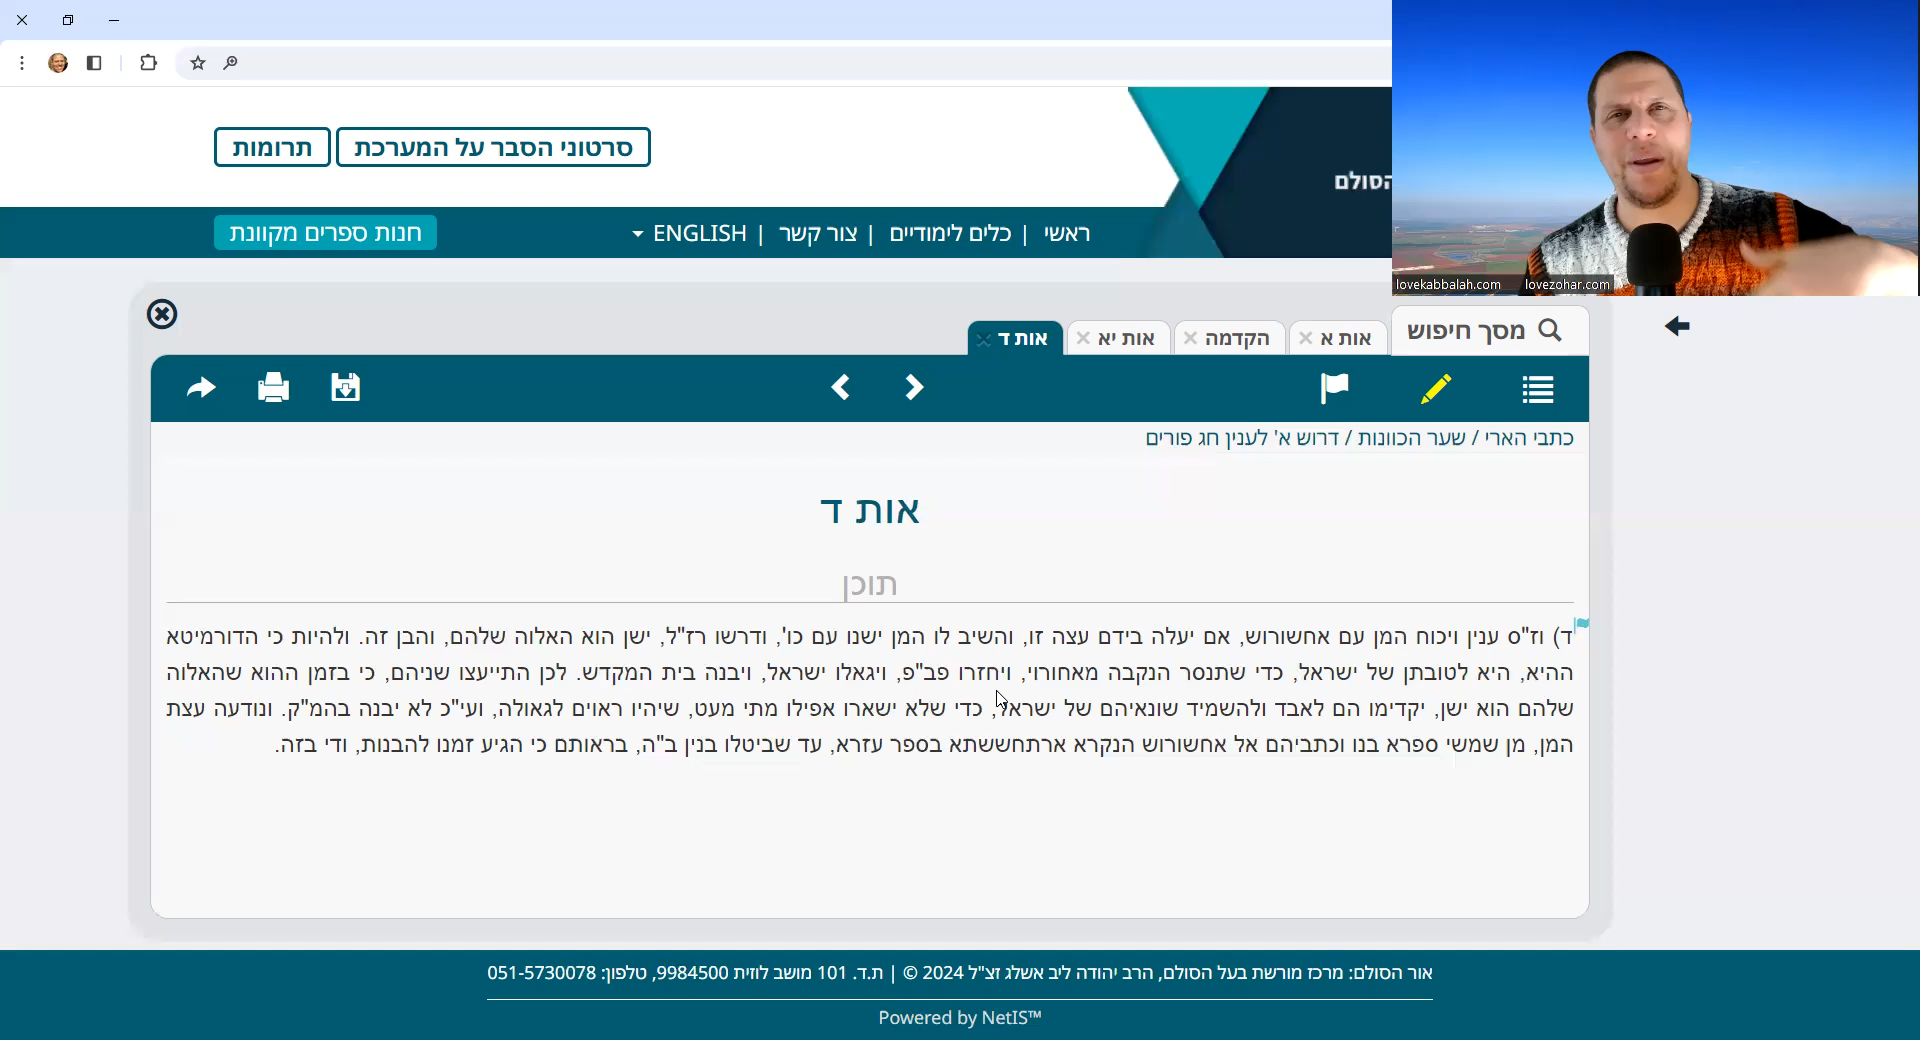 סרטוני הסבר על המערכת
תרומות
הסולם
ראשי | כלים לימודיים | צור קשר | ENGLISH
חנות ספרים מקוונת
lovekabbalah.com lovezohar.com
מסך חיפוש
אות א
הקדמה
אות יא
אות ד
כתבי הארי / שער הכוונות / דרוש א' לענין חג פורים
אות ד
תוכן
ד) וז"ס ענין ויכוח המן עם אחשורוש, אם יעלה בידם עצה זו, והשיב לו המן ישנו עם כו', ודרשו רז"ל, ישן הוא האלוה שלהם, והבן זה. ולהיות כי הדורמיטא
ההיא, היא לטובתן של ישראל, כדי שתנסר הנקבה מאחורוי, ויחזרו פב"פ, ויגאלו ישראל, ויבנה בית המקדש. לכן התייעצו שניהם, כי בזמן ההוא שהאלוה
שלהם הוא ישן, יקדימו הם לאבד ולהשמיד שונאיהם של ישראל, כדי שלא ישארו אפילו מתי מעט, שיהיו ראוים לגאולה, ועי"כ לא יבנה בהמ"ק. ונודעה עצת
המן, מן שמשי ספרא בנו וכתביהם אל אחשורוש הנקרא ארתחששתא בספר עזרא, עד שביטלו בנין ב"ה, בראותם כי הגיע זמנו להבנות, ודי בזה.
אור הסולם: מרכז מורשת בעל הסולם, הרב יהודה ליב אשלג זצ"ל 2024 © | ת.ד. 101 מושב לוזית 9984500, טלפון: 051-5730078
Powered by NetIS™